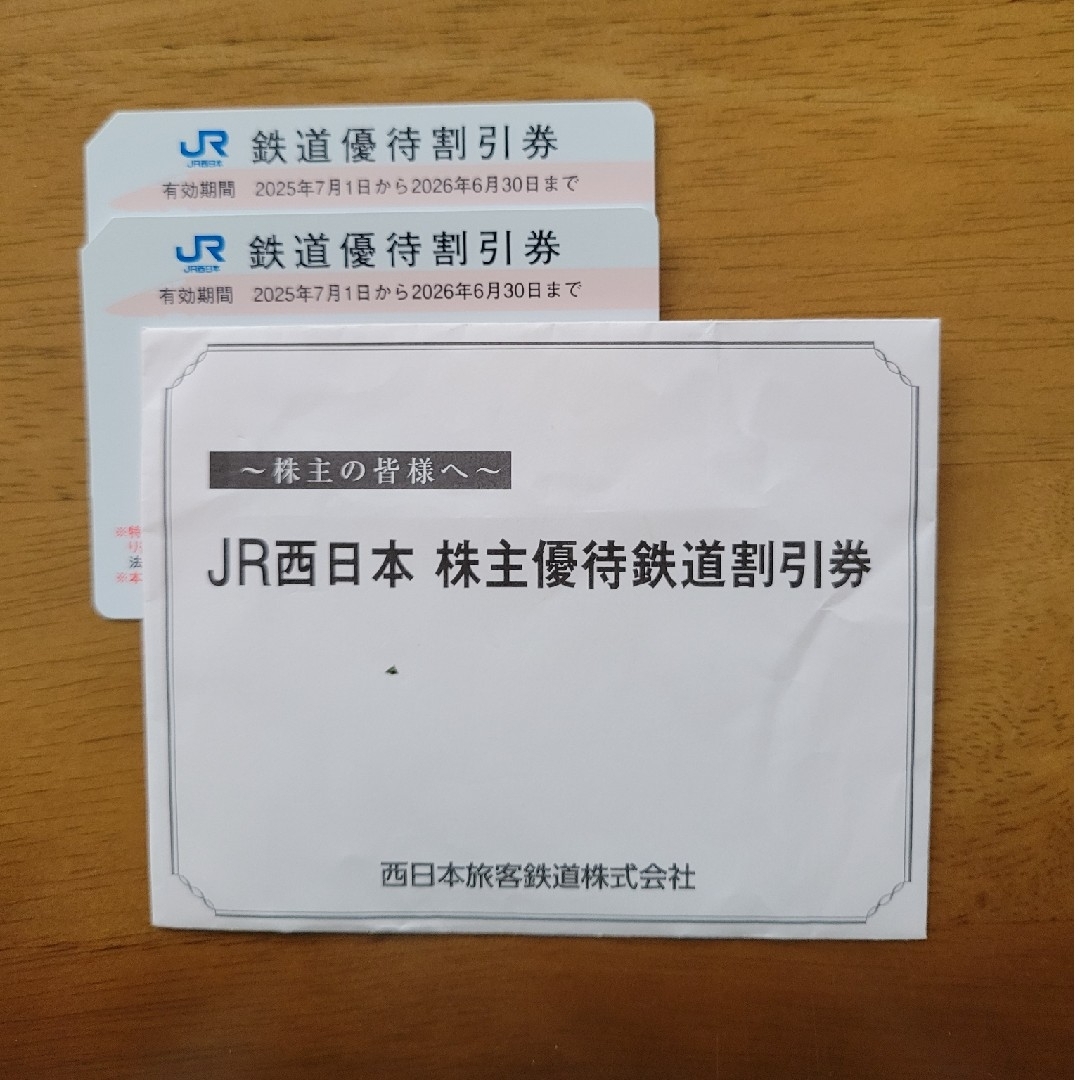 JR 鉄道優待割引券
JR西日本
有効期間 2025年7月1日から2026年6月30日まで
JR 鉄道優待割引券
JR西日本
有効期間 2025年7月1日から2026年6月30日まで
※特
り
法
※本
～株主の皆様へ～
JR西日本 株主優待鉄道割引券
西日本旅客鉄道株式会社